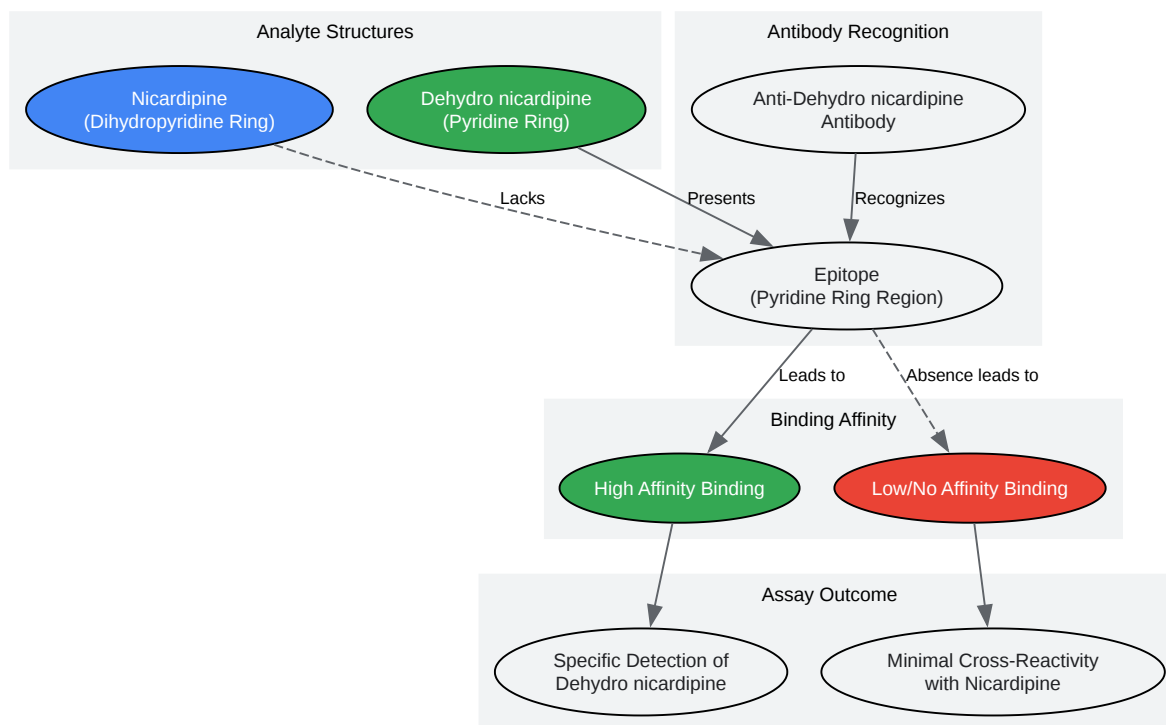 Analyte Structures
Antibody Recognition
Nicardipine
(Dihydropyridine Ring)
Dehydro nicardipine
(Pyridine Ring)
Anti-Dehydro nicardipine
Antibody
Lacks
Presents
Recognizes
Epitope
(Pyridine Ring Region)
Leads to
Absence leads to
Binding Affinity
High Affinity Binding
Low/No Affinity Binding
Assay Outcome
Specific Detection of
Dehydro nicardipine
Minimal Cross-Reactivity
with Nicardipine